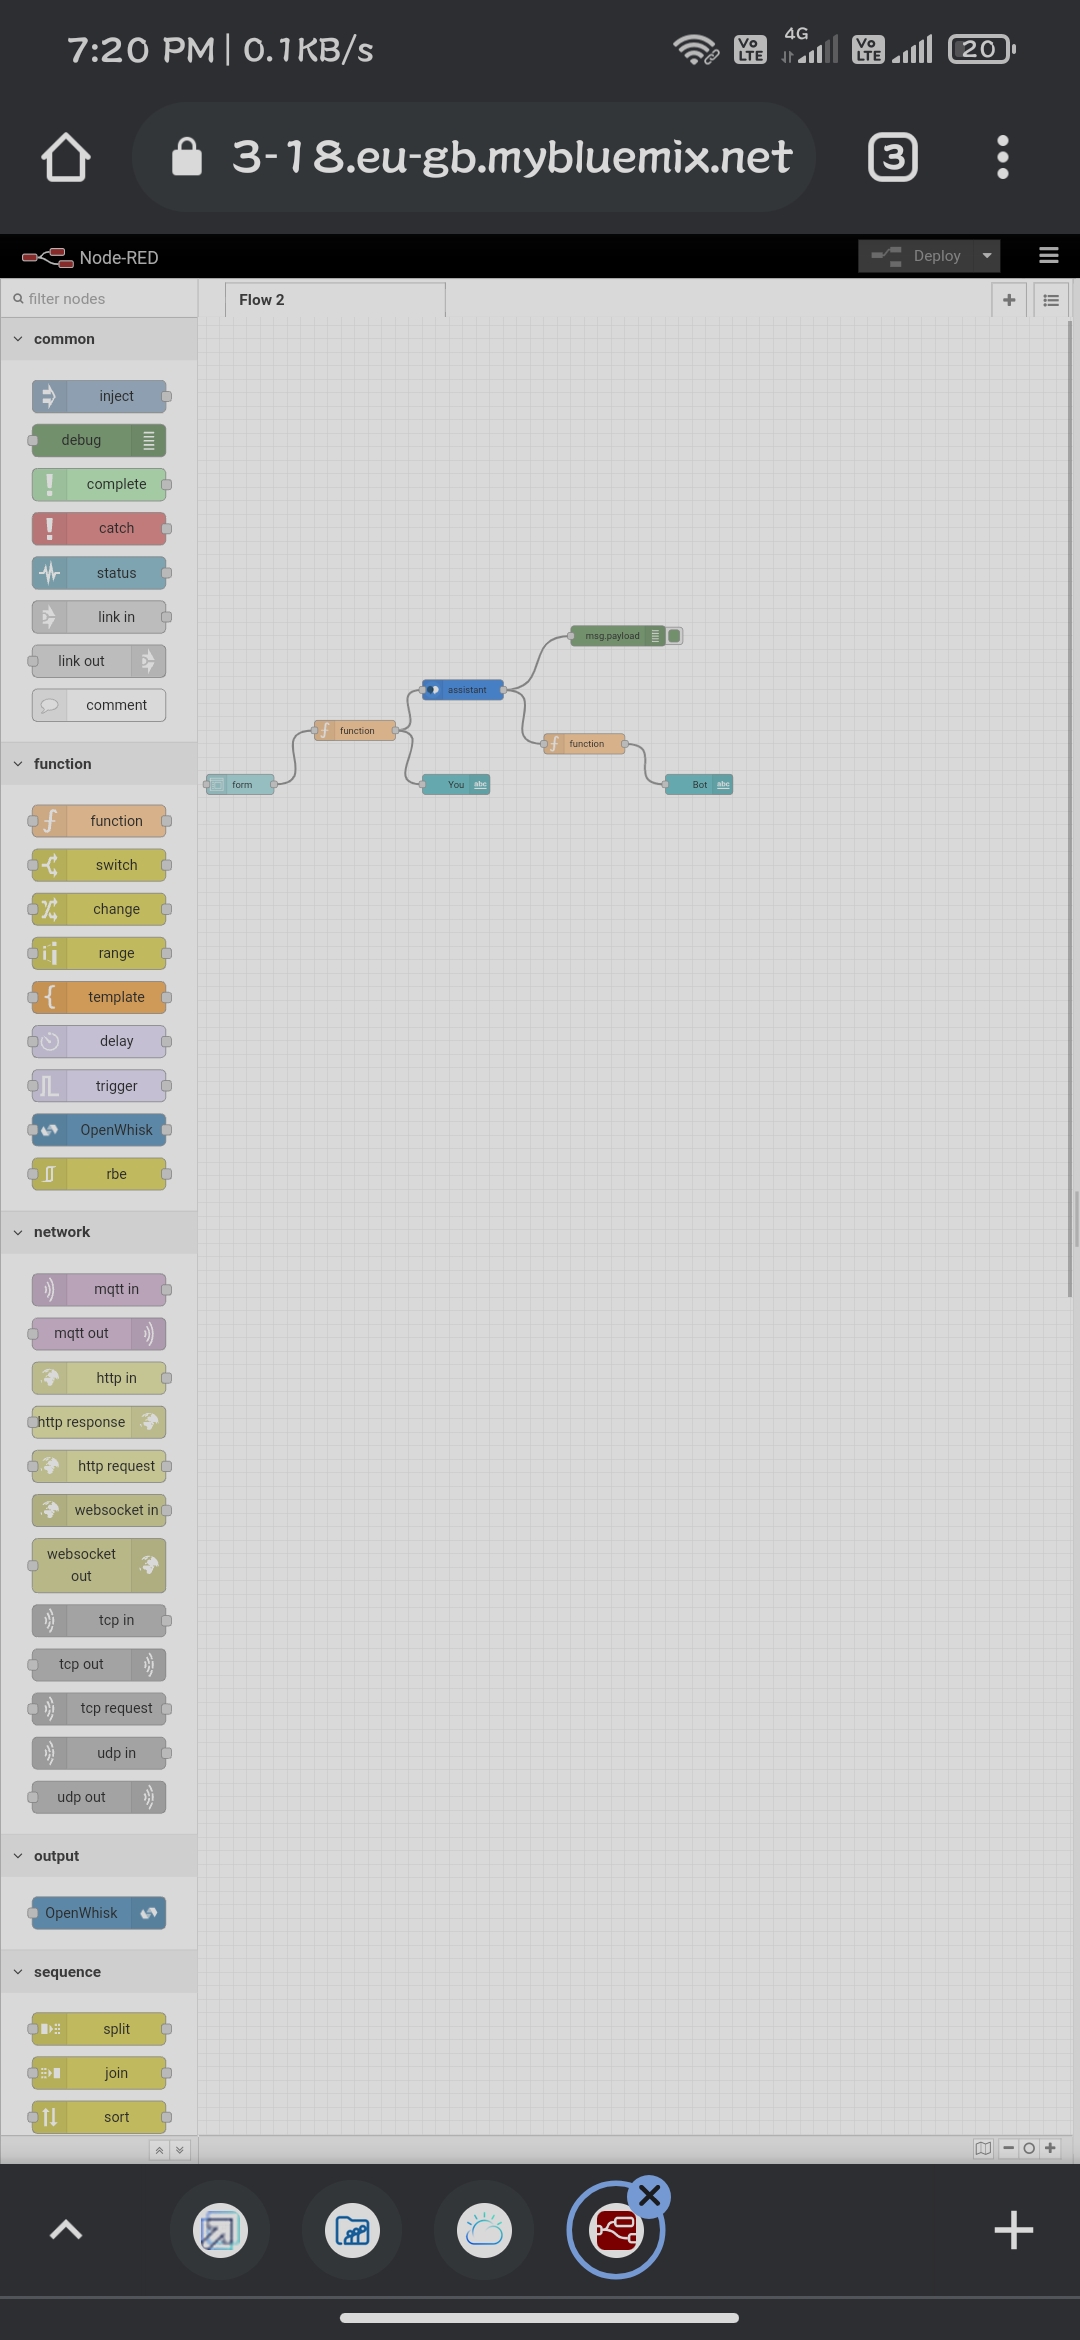 7:20 PM | 0.1KB/s
Vo LTE
4G
Vo LTE
20
3-18.eu-gb.mybluemix.net
3
Node-RED
Deploy
filter nodes
Flow 2
common
inject
debug
complete
catch
status
link in
link out
comment
msg.payload
assistant
function
function
form
You
abc
Bot
abc
function
function
switch
change
range
template
delay
trigger
OpenWhisk
rbe
network
mqtt in
mqtt out
http in
http response
http request
websocket in
websocket
out
tcp in
tcp out
tcp request
udp in
udp out
output
OpenWhisk
sequence
split
join
sort